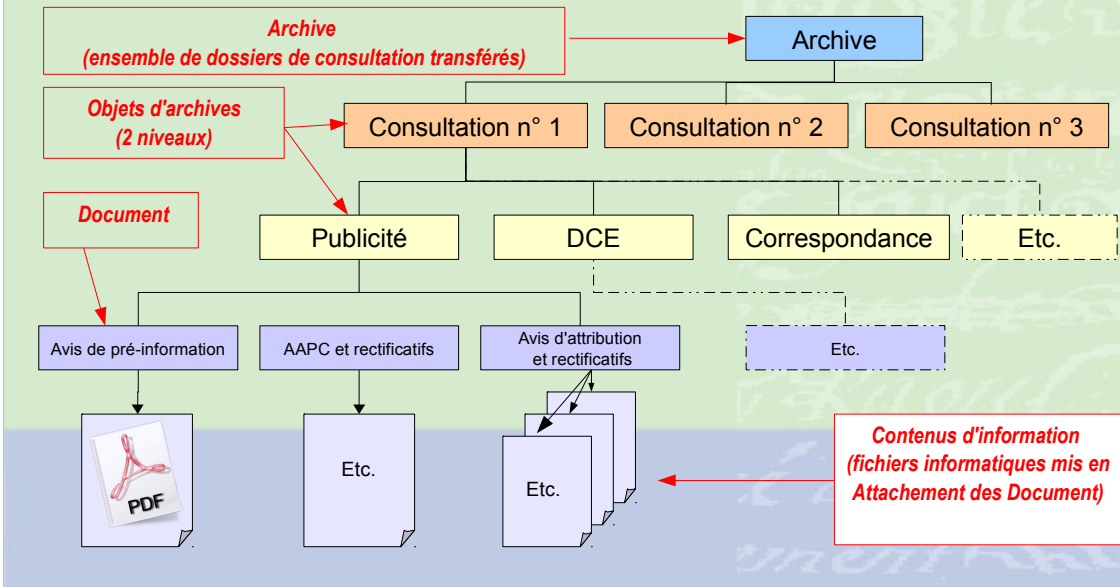 Archive
(ensemble de dossiers de consultation transférés)
Archive
Objets d'archives
(2 niveaux)
Consultation n° 1
Consultation n° 2
Consultation n° 3
Document
Publicité
DCE
Correspondance
Etc.
Avis de pré-information
AAPC et rectificatifs
Avis d'attribution
et rectificatifs
Etc.
PDF
Etc.
Etc.
Contenus d'information
(fichiers informatiques mis en
Attachement des Document)